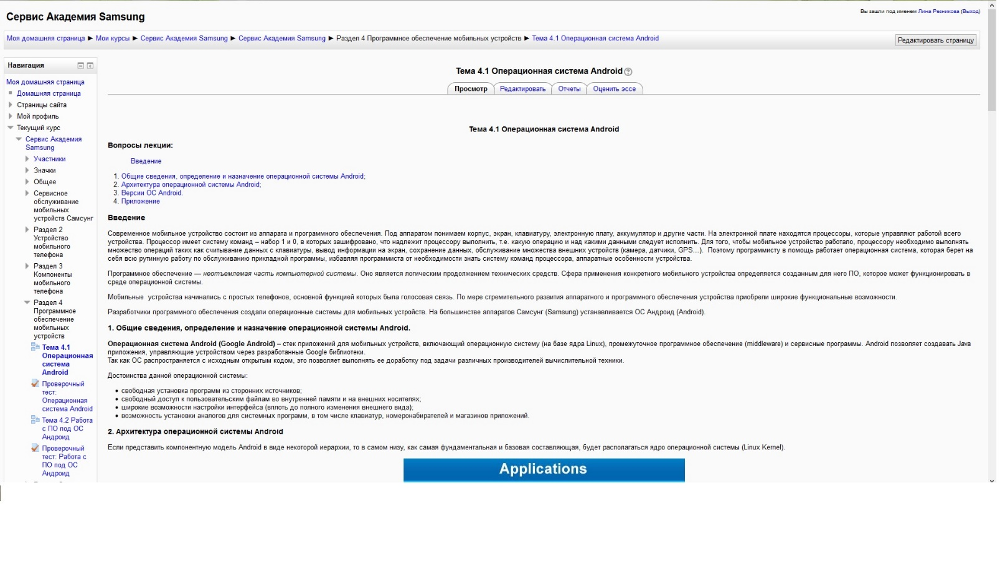 Сервис Академия Samsung
Вы зашли под именем Лина Резникова (Выход)
Моя домашняя страница ► Мои курсы ► Сервис Академия Samsung ► Сервис Академия Samsung ► Раздел 4 Программное обеспечение мобильных устройств ► Тема 4.1 Операционная система Android
Редактировать страницу
Навигация
Моя домашняя страница
Домашняя страница
Страницы сайта
Мой профиль
Текущий курс
Сервис Академия
Samsung
Участники
Значки
Общее
Сервисное
обслуживание
мобильных
устройств Самсунг
Раздел 2
Устройство
мобильного
телефона
Раздел 3
Компоненты
мобильного
телефона
Раздел 4
Программное
обеспечение
мобильных
устройств
Тема 4.1
Операционная
система
Android
Проверочный
тест:
Операционная
система Android
Тема 4.2 Работа
с ПО под ОС
Андроид
Проверочный
тест: Работа с
ПО под ОС
Андроид
Тема 4.1 Операционная система Android
Просмотр Редактировать Отчеты Оценить эссе
Тема 4.1 Операционная система Android
Вопросы лекции:
Введение
1. Общие сведения, определение и назначение операционной системы Android;
2. Архитектура операционной системы Android;
3. Версии ОС Android.
4. Приложение
Введение
Современное мобильное устройство состоит из аппарата и программного обеспечения. Под аппаратом понимаем корпус, экран, клавиатуру, электронную плату, аккумулятор и другие части. На электронной плате находятся процессоры, которые управляют работой всего
устройства. Процессор имеет систему команд – набор 1 и 0, в которых зашифровано, что надлежит процессору выполнить, т.е. какую операцию и над какими данными следует исполнить. Для того, чтобы мобильное устройство работало, процессору необходимо выполнять
множество операций таких как считывание данных с клавиатуры, вывод информации на экран, сохранение данных, обслуживание множества внешних устройств (камера, датчики, GPS...). Поэтому программисту в помощь работает операционная система, которая берет на
себя всю рутинную работу по обслуживанию прикладной программы, избавляя программиста от необходимости знать систему команд процессора, аппаратные особенности устройства.
Программное обеспечение — неотъемлемая часть компьютерной системы. Оно является логическим продолжением технических средств. Сфера применения конкретного мобильного устройства определяется созданным для него ПО, которое может функционировать в
среде операционной системы.
Мобильные устройства начинались с простых телефонов, основной функцией которых была голосовая связь. По мере стремительного развития аппаратного и программного обеспечения устройства приобрели широкие функциональные возможности.
Разработчики программного обеспечения создали операционные системы для мобильных устройств. На большинстве аппаратов Самсунг (Samsung) устанавливается ОС Андроид (Android).
1. Общие сведения, определение и назначение операционной системы Android.
Операционная система Android (Google Android) – стек приложений для мобильных устройств, включающий операционную систему (на базе ядра Linux), промежуточное программное обеспечение (middleware) и сервисные программы. Android позволяет создавать Java
приложения, управляющие устройством через разработанные Google библиотеки.
Так как ОС распространяется с исходным открытым кодом, это позволяет выполнять ее доработку под задачи различных производителей вычислительной техники.
Достоинства данной операционной системы:
• свободная установка программ из сторонних источников;
• свободный доступ к пользовательским файлам во внутренней памяти и на внешних носителях;
• широкие возможности настройки интерфейса (вплоть до полного изменения внешнего вида);
• возможность установки аналогов для системных программ, в том числе клавиатур, номеронабирателей и магазинов приложений.
2. Архитектура операционной системы Android
Если представить компонентную модель Android в виде некоторой иерархии, то в самом низу, как самая фундаментальная и базовая составляющая, будет располагаться ядро операционной системы (Linux Kernel).
Applications